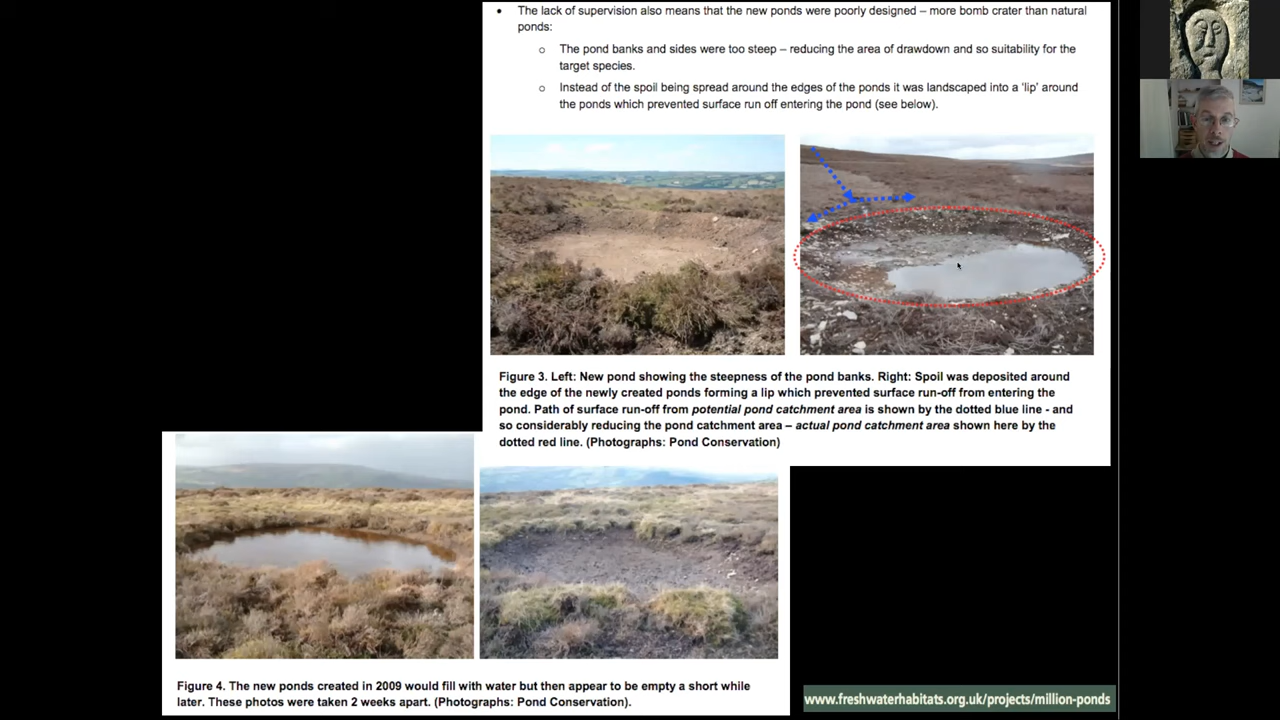 • The lack of supervision also means that the new ponds were poorly designed – more bomb crater than natural
ponds:
o The pond banks and sides were too steep – reducing the area of drawdown and so suitability for the
target species.
o Instead of the spoil being spread around the edges of the ponds it was landscaped into a 'lip' around
the ponds which prevented surface run off entering the pond (see below).
Figure 3. Left: New pond showing the steepness of the pond banks. Right: Spoil was deposited around
the edge of the newly created ponds forming a lip which prevented surface run-off from entering the
pond. Path of surface run-off from potential pond catchment area is shown by the dotted blue line - and
so considerably reducing the pond catchment area – actual pond catchment area shown here by the
dotted red line. (Photographs: Pond Conservation)
Figure 4. The new ponds created in 2009 would fill with water but then appear to be empty a short while
later. These photos were taken 2 weeks apart. (Photographs: Pond Conservation).
www.freshwaterhabitats.org.uk/projects/million-ponds